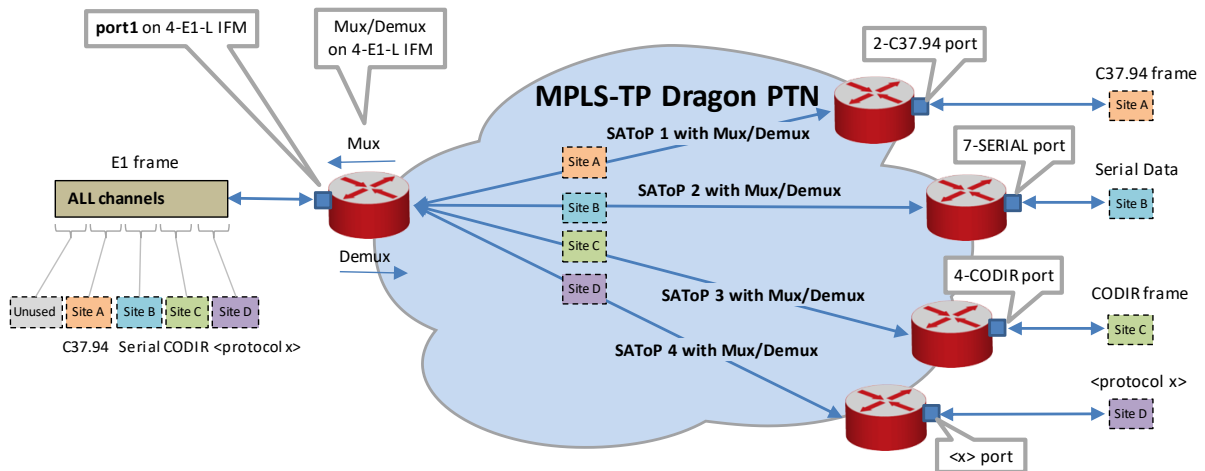 port1 on 4-E1-L IFM
Mux/Demux
on 4-E1-L IFM
2-C37.94 port
C37.94 frame
Site A
MPLS-TP Dragon PTN
SAToP 1 with Mux/Demux
Mux
Site A
7-SERIAL port
E1 frame
Serial Data
ALL channels
SAToP 2 with Mux/Demux
Site B
Site B
Site C
Demux
4-CODIR port
Site D
SAToP 3 with Mux/Demux
CODIR frame
Unused
Site A
Site B
Site C
Site D
Site C
C37.94 Serial CODIR <protocol x>
SAToP 4 with Mux/Demux
<protocol x>
Site D
<x> port